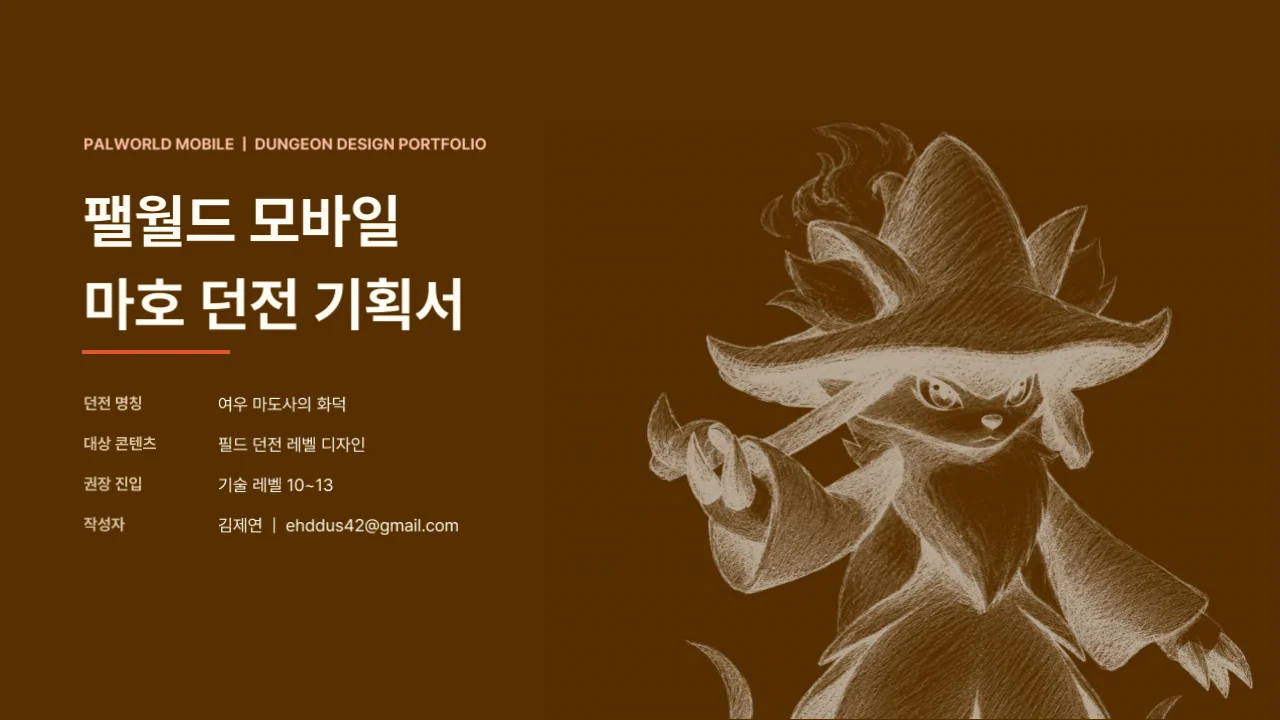 PALWORLD MOBILE | DUNGEON DESIGN PORTFOLIO
팰월드 모바일
마호 던전 기획서
던전 명칭 여우 마도사의 화덕
대상 콘텐츠 필드 던전 레벨 디자인
권장 진입 기술 레벨 10~13
작성자 김제연 | ehddus42@gmail.com